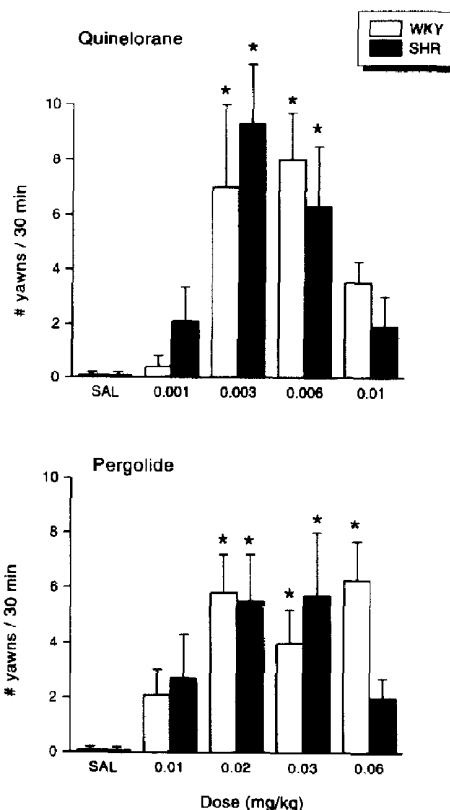 Quinelorane
WKY
SHR
# yawns / 30 min
10
8
6
4
2
0
* * * *
SAL 0.001 0.003 0.006 0.01
Pergolide
# yawns / 30 min
10
8
6
4
2
0
* * * * *
SAL 0.01 0.02 0.03 0.06
Dose (mg/kg)